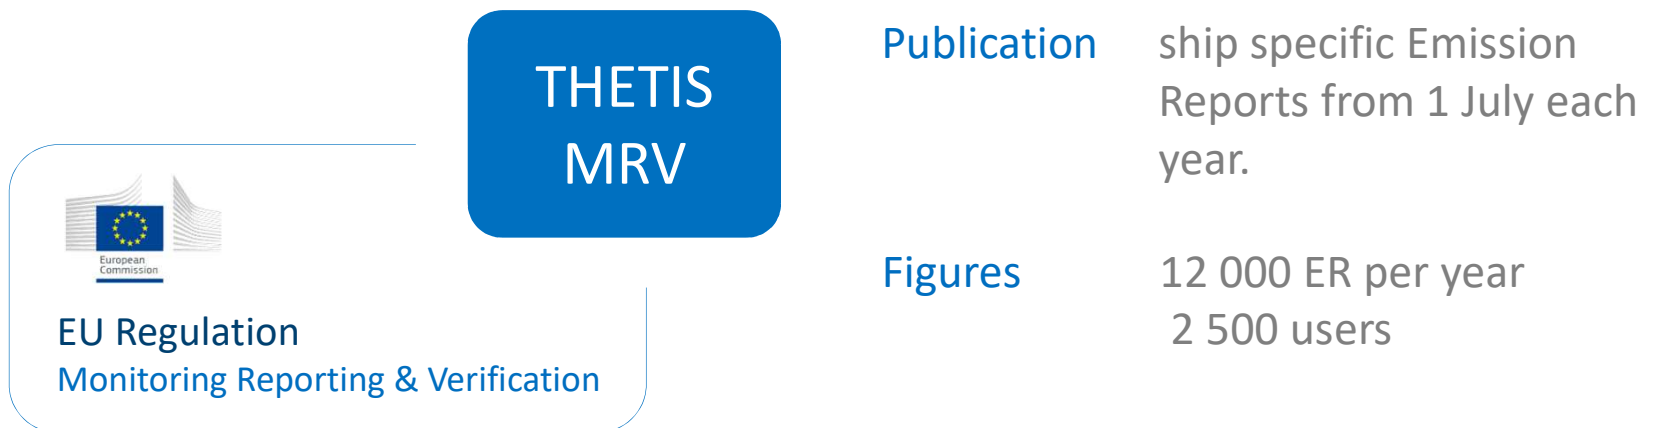 THETIS
MRV
European
Commission
EU Regulation
Monitoring Reporting & Verification
Publication ship specific Emission
Reports from 1 July each
year.
Figures 12 000 ER per year
2 500 users